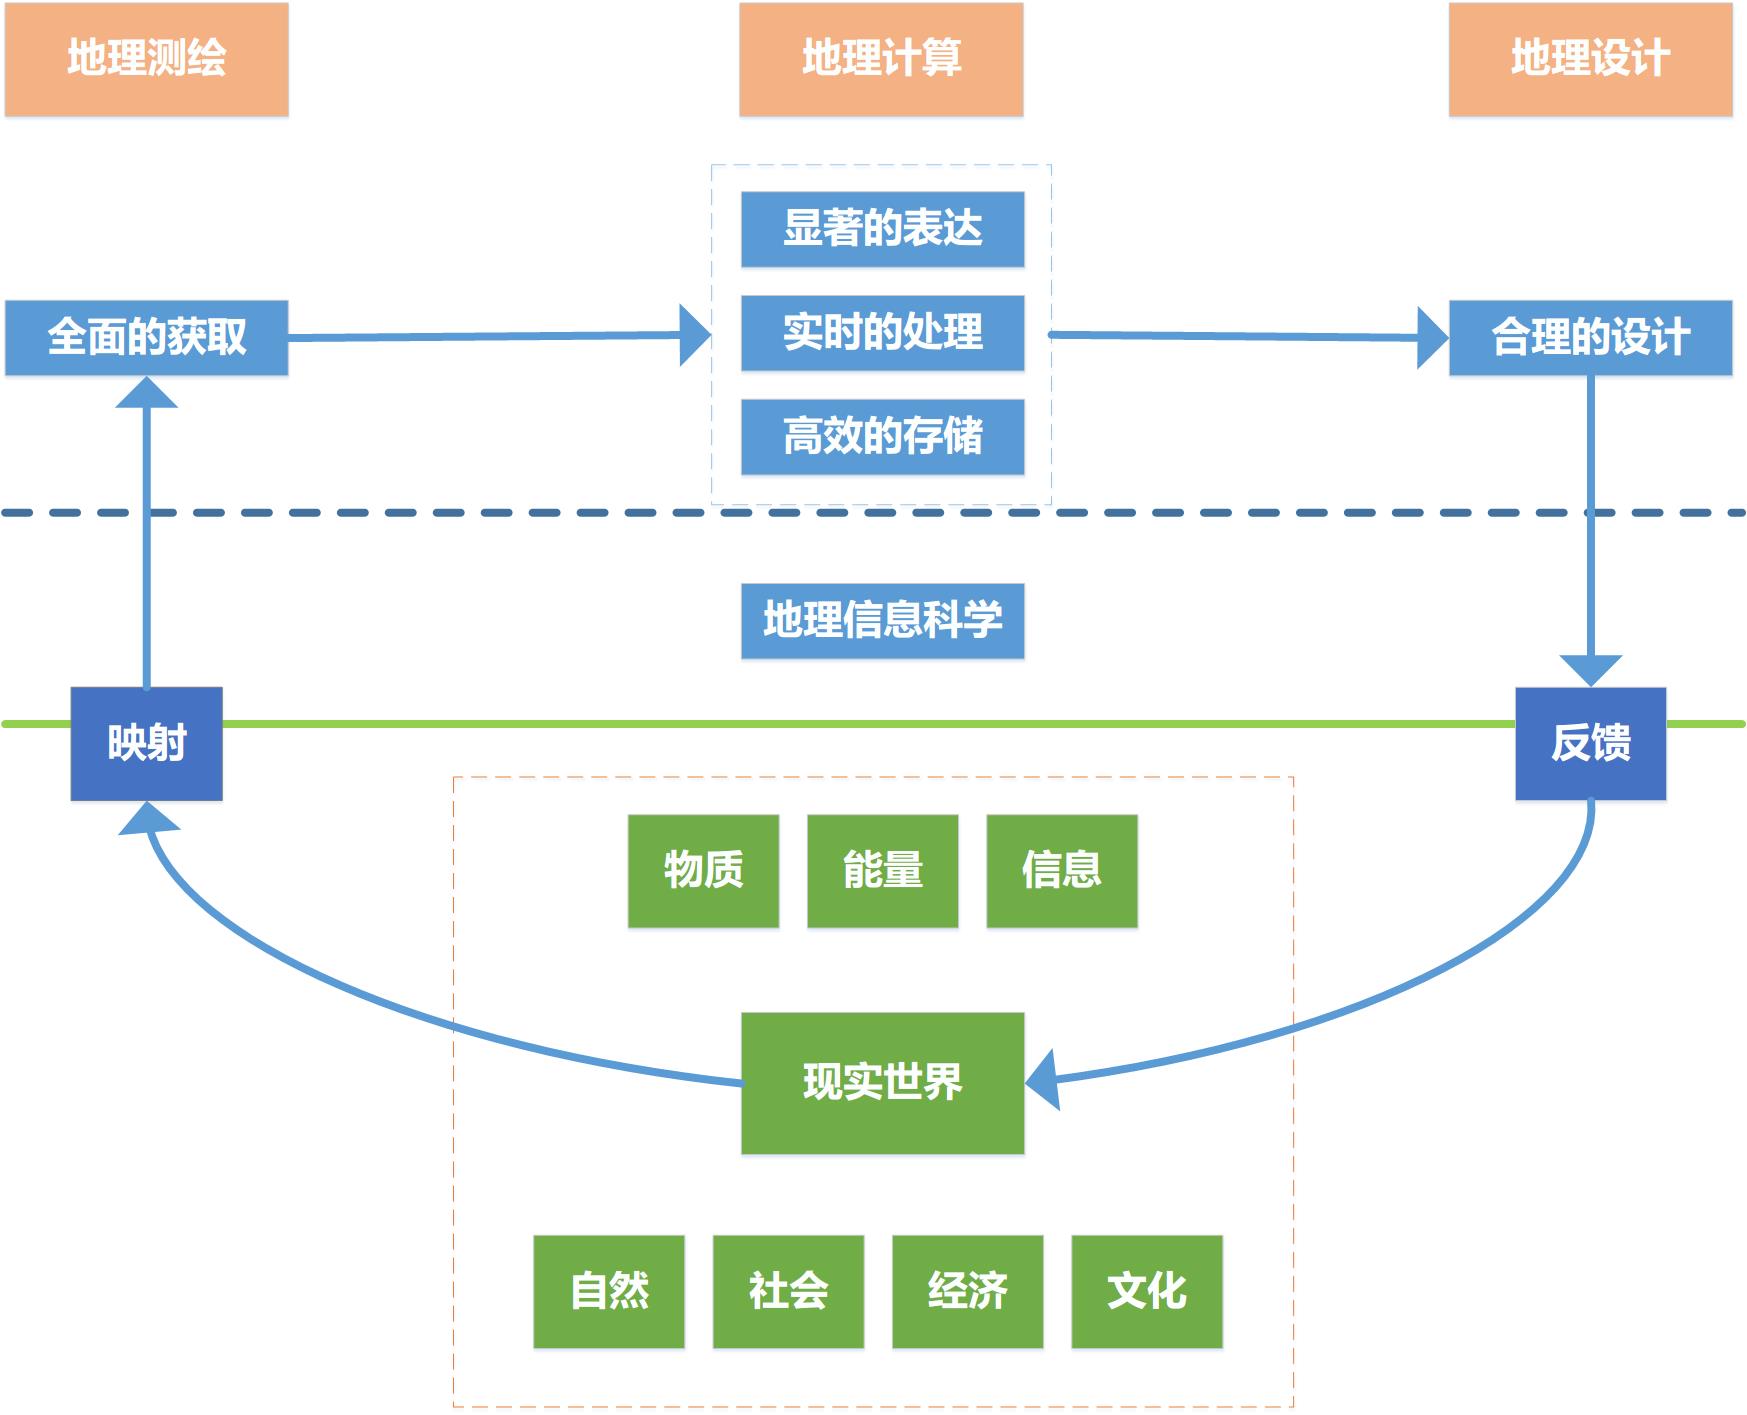 地理测绘
地理计算
地理设计
显著的表达
全面的获取
实时的处理
合理的设计
高效的存储
地理信息科学
映射
反馈
物质
能量
信息
现实世界
自然
社会
经济
文化